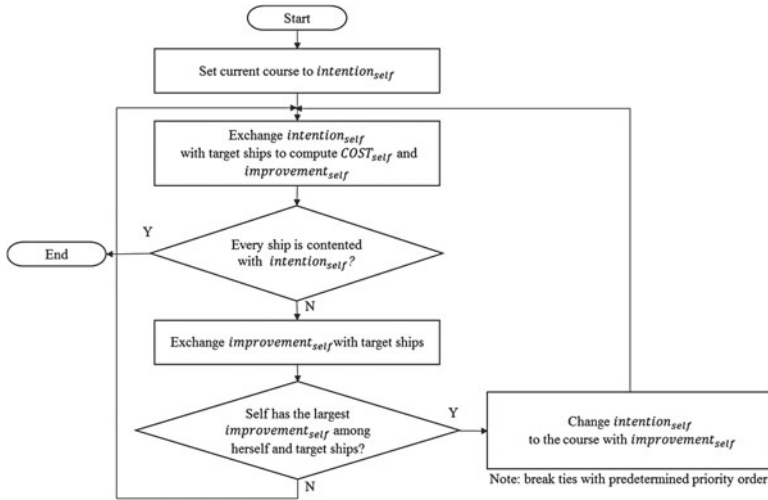 Start
Set current course to intention_self
Exchange intention_self
with target ships to compute COST_self and
improvement_self
Y
Every ship is contented
with intention_self?
End
N
Exchange improvement_self with target ships
Self has the largest
improvement_self among
herself and target ships?
Y
Change intention_self
to the course with improvement_self
N
Note: break ties with predetermined priority order